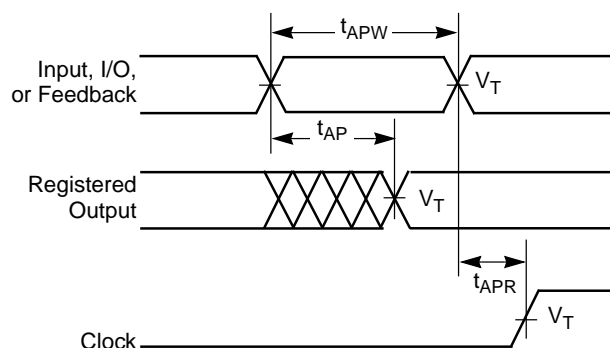 tAPW
Input, I/O,
or Feedback
VT
tAP
Registered
Output
VT
tAPR
VT
Clock